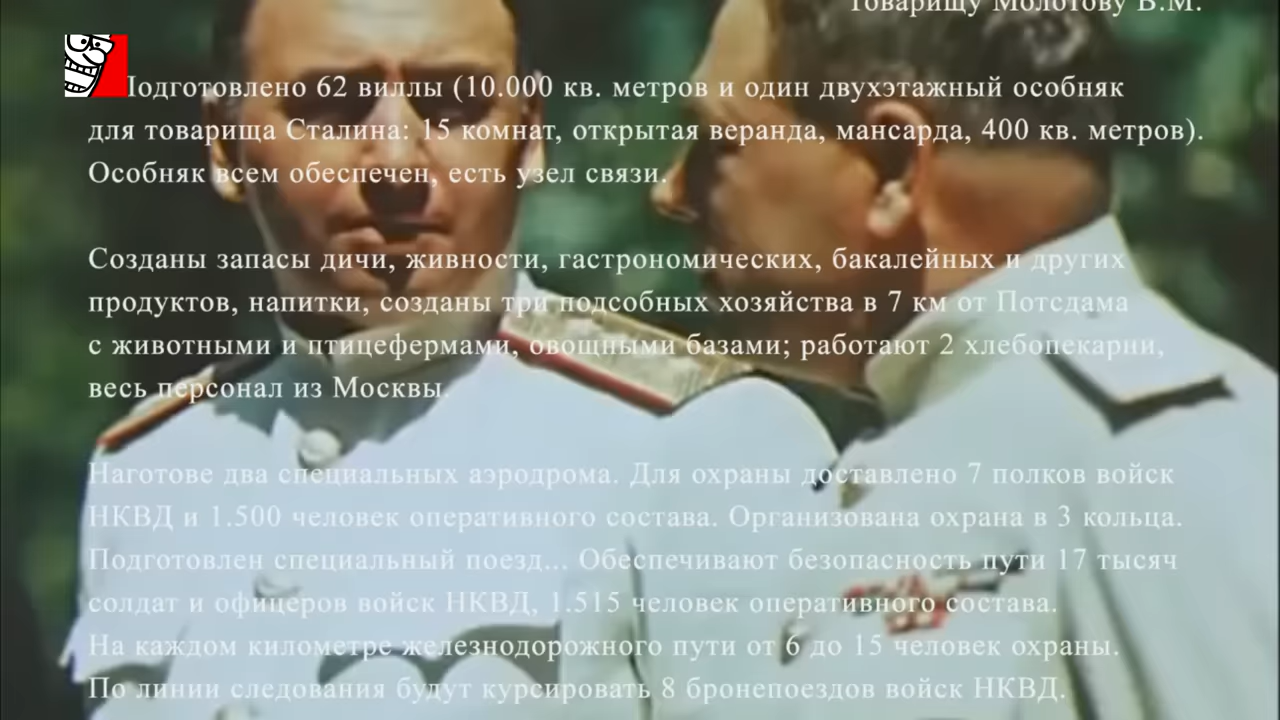 Товарищу Молотову В.М.
Подготовлено 62 виллы (10.000 кв. метров и один двухэтажный особняк
для товарища Сталина: 15 комнат, открытая веранда, мансарда, 400 кв. метров).
Особняк всем обеспечен, есть узел связи.
Созданы запасы дичи, живности, гастрономических, бакалейных и других
продуктов, напитки, созданы три подсобных хозяйства в 7 км от Потсдама
с животными и птицефермами, овощными базами; работают 2 хлебопекарни,
весь персонал из Москвы.
Наготове два специальных аэродрома. Для охраны доставлено 7 полков войск
НКВД и 1.500 человек оперативного состава. Организована охрана в 3 кольца.
Подготовлен специальный поезд... Обеспечивают безопасность пути 17 тысяч
солдат и офицеров войск НКВД, 1.515 человек оперативного состава.
На каждом километре железнодорожного пути от 6 до 15 человек охраны.
По линии следования будут курсировать 8 бронепоездов войск НКВД.